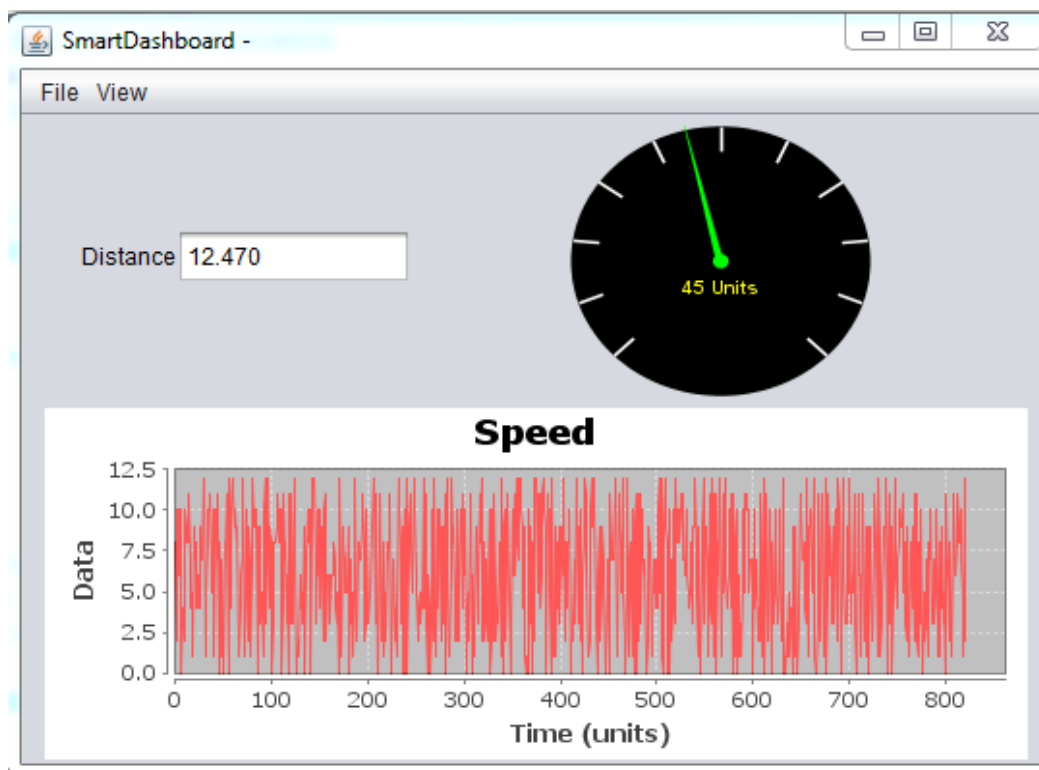 SmartDashboard -
File View
Distance 12.470
45 Units
Speed
12.5
10.0
7.5
5.0
2.5
0.0
Data
0 100 200 300 400 500 600 700 800
Time (units)